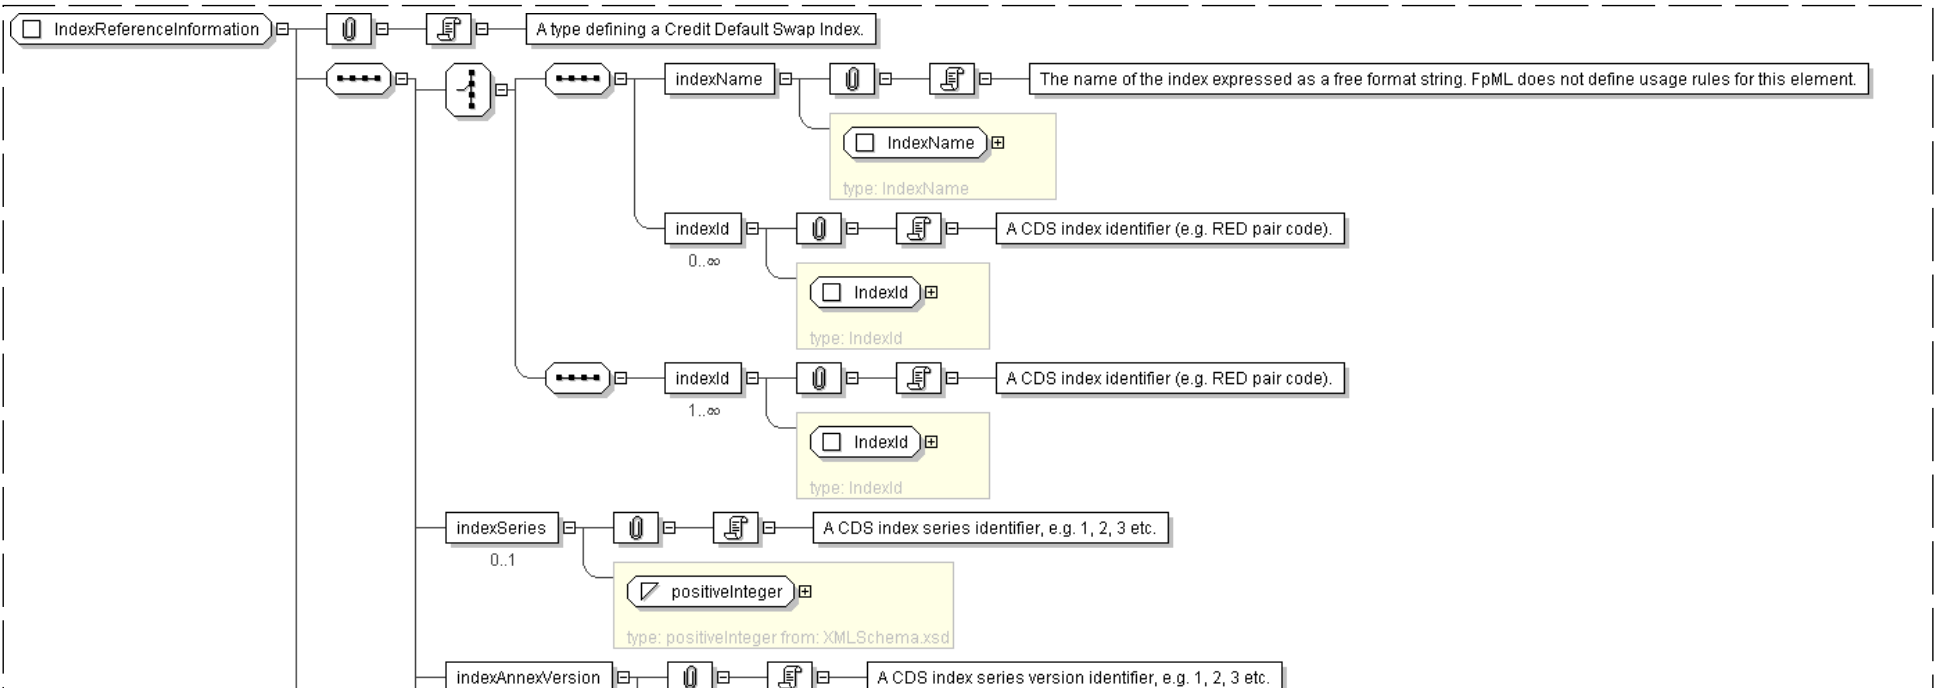 IndexReferenceInformation
A type defining a Credit Default Swap Index.
indexName
The name of the index expressed as a free format string. FpML does not define usage rules for this element.
IndexName
type: IndexName
indexId
A CDS index identifier (e.g. RED pair code).
0..∞
IndexId
type: IndexId
indexId
A CDS index identifier (e.g. RED pair code).
1..∞
IndexId
type: IndexId
indexSeries
A CDS index series identifier, e.g. 1, 2, 3 etc.
0..1
positiveInteger
type: positiveInteger from: XMLSchema.xsd
indexAnnexVersion
A CDS index series version identifier, e.g. 1, 2, 3 etc.